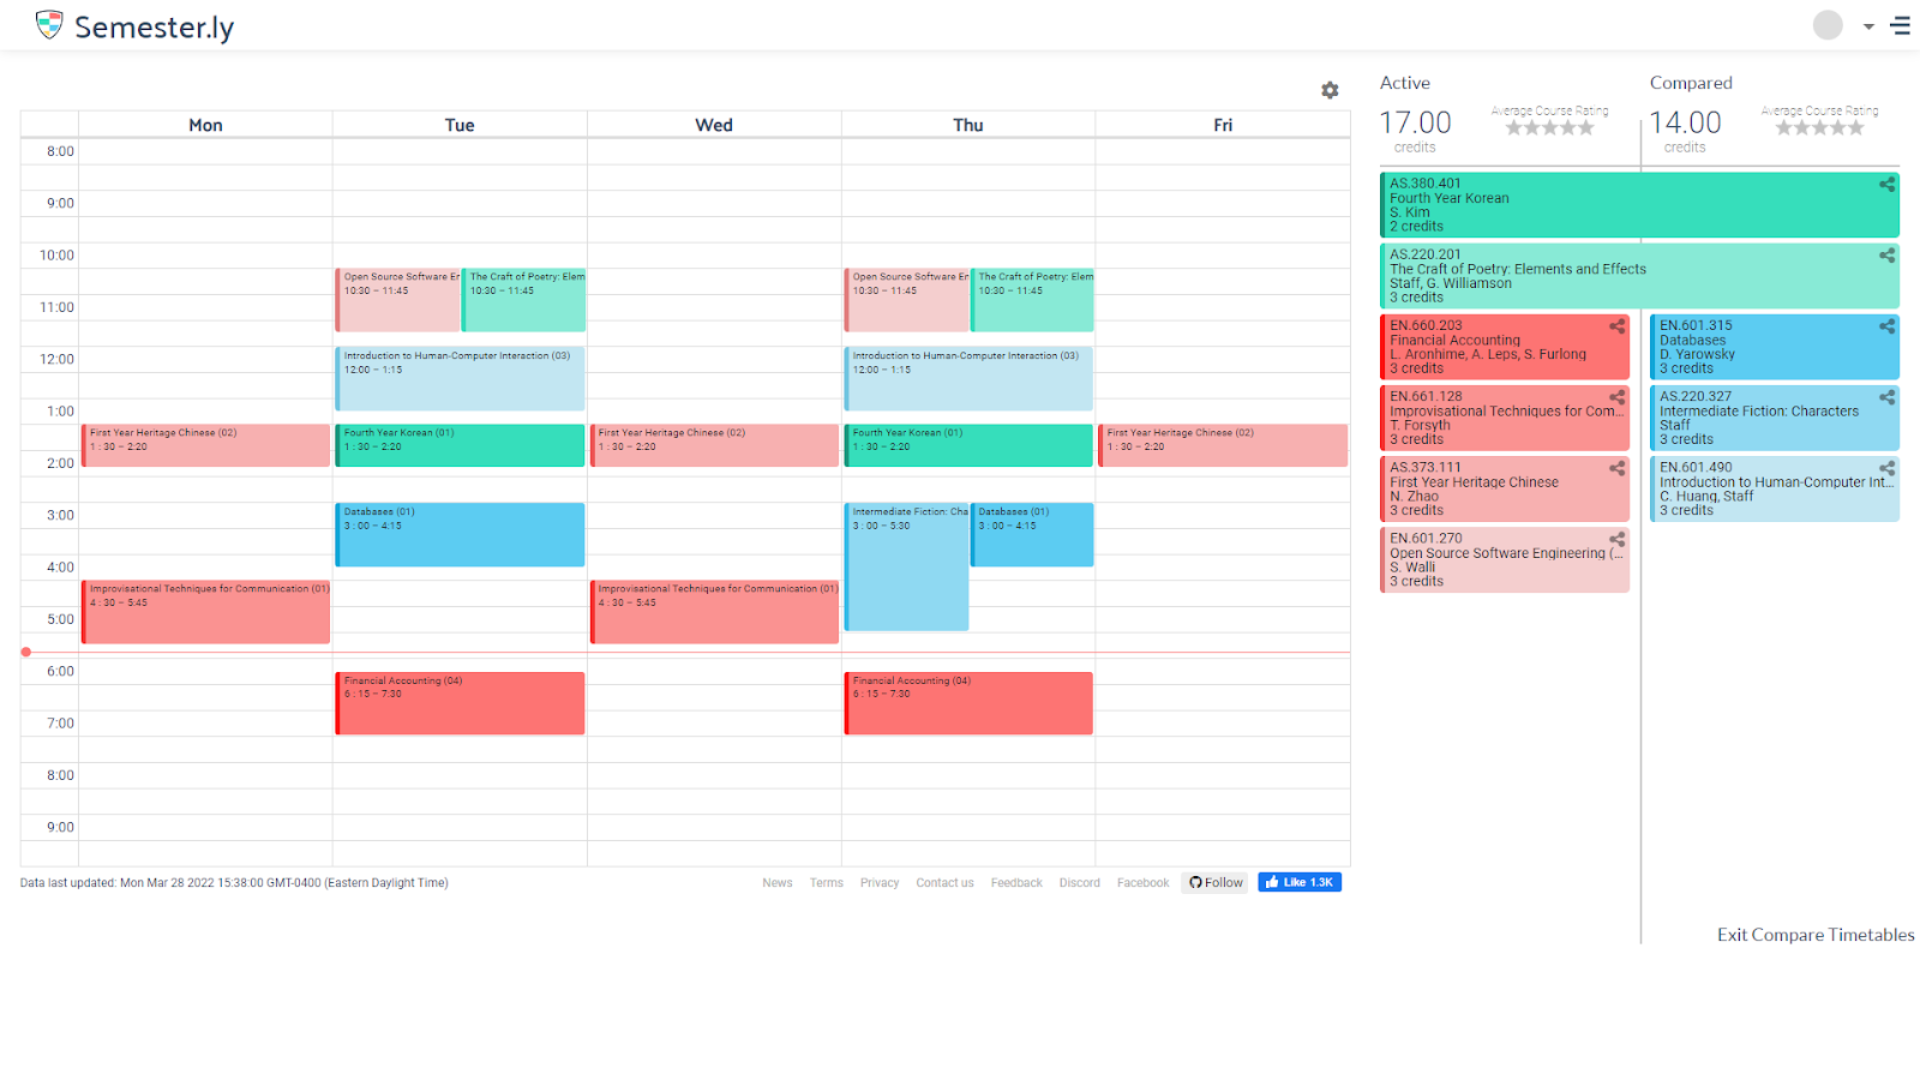 Semester.ly
Mon Tue Wed Thu Fri
8:00
9:00
10:00
11:00
12:00
1:00
2:00
3:00
4:00
5:00
6:00
7:00
8:00
9:00
First Year Heritage Chinese (02)
1:30 – 2:20
Improvisational Techniques for Communication (01)
4:30 – 5:45
Open Source Software Er
10:30 – 11:45
The Craft of Poetry: Elem
10:30 – 11:45
Introduction to Human-Computer Interaction (03)
12:00 – 1:15
Fourth Year Korean (01)
1:30 – 2:20
Databases (01)
3:00 – 4:15
Financial Accounting (04)
6:15 – 7:30
First Year Heritage Chinese (02)
1:30 – 2:20
Improvisational Techniques for Communication (01)
4:30 – 5:45
Open Source Software Er
10:30 – 11:45
The Craft of Poetry: Elem
10:30 – 11:45
Introduction to Human-Computer Interaction (03)
12:00 – 1:15
Fourth Year Korean (01)
1:30 – 2:20
Intermediate Fiction: Cha
3:00 – 5:30
Databases (01)
3:00 – 4:15
Financial Accounting (04)
6:15 – 7:30
First Year Heritage Chinese (02)
1:30 – 2:20
Data last updated: Mon Mar 28 2022 15:38:00 GMT-0400 (Eastern Daylight Time)
News Terms Privacy Contact us Feedback Discord Facebook Follow Like 1.3K
Active
17.00
credits
Average Course Rating
Compared
14.00
credits
Average Course Rating
AS.380.401
Fourth Year Korean
S. Kim
2 credits
AS.220.201
The Craft of Poetry: Elements and Effects
Staff, G. Williamson
3 credits
EN.660.203
Financial Accounting
L. Aronhime, A. Leps, S. Furlong
3 credits
EN.661.128
Improvisational Techniques for Com...
T. Forsyth
3 credits
AS.373.111
First Year Heritage Chinese
N. Zhao
3 credits
EN.601.270
Open Source Software Engineering (...
S. Walli
3 credits
EN.601.315
Databases
D. Yarowsky
3 credits
AS.220.327
Intermediate Fiction: Characters
Staff
3 credits
EN.601.490
Introduction to Human-Computer Int...
C. Huang, Staff
3 credits
Exit Compare Timetables